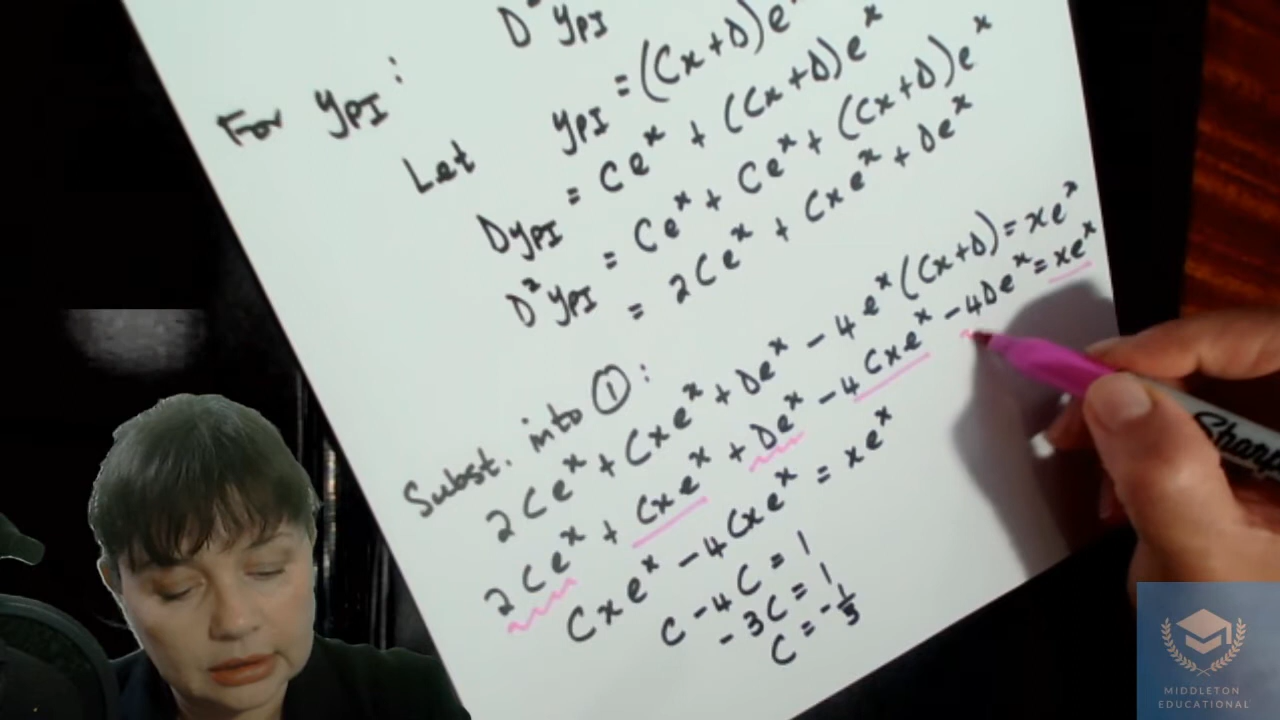 D²yPI
For yPI:
Let yPI = (Cx+D)eˣ
DyPI = Ceˣ + (Cx+D)eˣ
D²yPI = Ceˣ + Ceˣ + (Cx+D)eˣ
= 2Ceˣ + Cxeˣ + Deˣ
Subst. into ①:
2Ceˣ + Cxeˣ + Deˣ - 4eˣ(Cx+D) = xeˣ
2Ceˣ + Cxeˣ + Deˣ - 4Cxeˣ - 4Deˣ = xeˣ
Cxeˣ - 4Cxeˣ = xeˣ
C - 4C = 1
- 3C = 1
C = - 1/3
Sharp
MIDDLETON
EDUCATIONAL